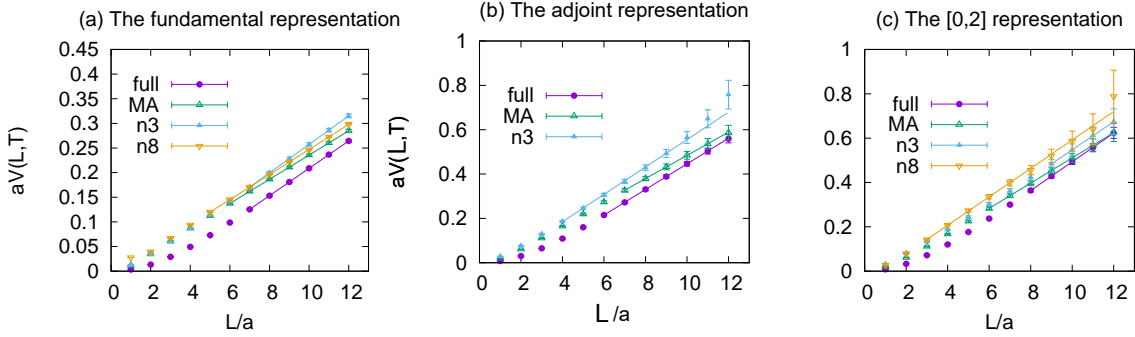 (a) The fundamental representation
aV(L,T)
0.45
0.4
0.35
0.3
0.25
0.2
0.15
0.1
0.05
0
full
MA
n3
n8
0 2 4 6 8 10 12
L/a
(b) The adjoint representation
aV(L,T)
1
0.8
0.6
0.4
0.2
0
full
MA
n3
0 2 4 6 8 10 12
L/a
(c) The [0,2] representation
aV(L,T)
1
0.8
0.6
0.4
0.2
0
full
MA
n3
n8
0 2 4 6 8 10 12
L/a